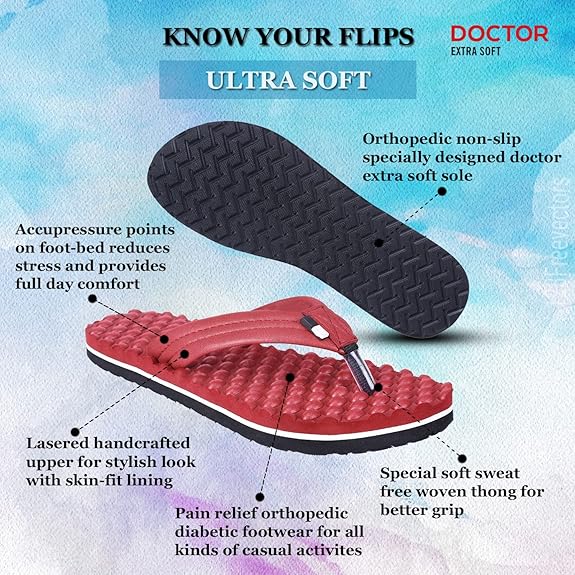 KNOW YOUR FLIPS
DOCTOR
EXTRA SOFT
ULTRA SOFT
Orthopedic non-slip
specially designed doctor
extra soft sole
Accupressure points
on foot-bed reduces
stress and provides
full day comfort
Lasered handcrafted
upper for stylish look
with skin-fit lining
Pain relief orthopedic
diabetic footwear for all
kinds of casual activites
Special soft sweat
free woven thong for
better grip